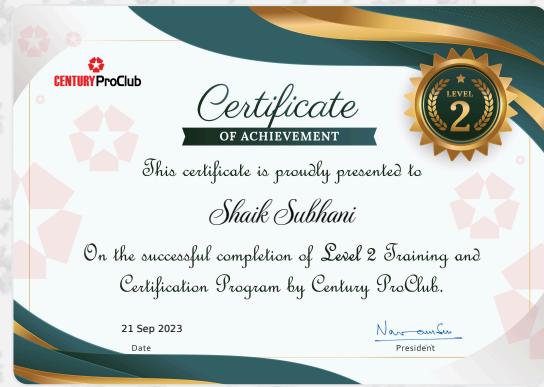 CENTURY ProClub
Certificate
OF ACHIEVEMENT
LEVEL
2
This certificate is proudly presented to
Shaik Subhani
On the successful completion of Level 2 Training and
Certification Program by Century ProClub.
21 Sep 2023
Date
President